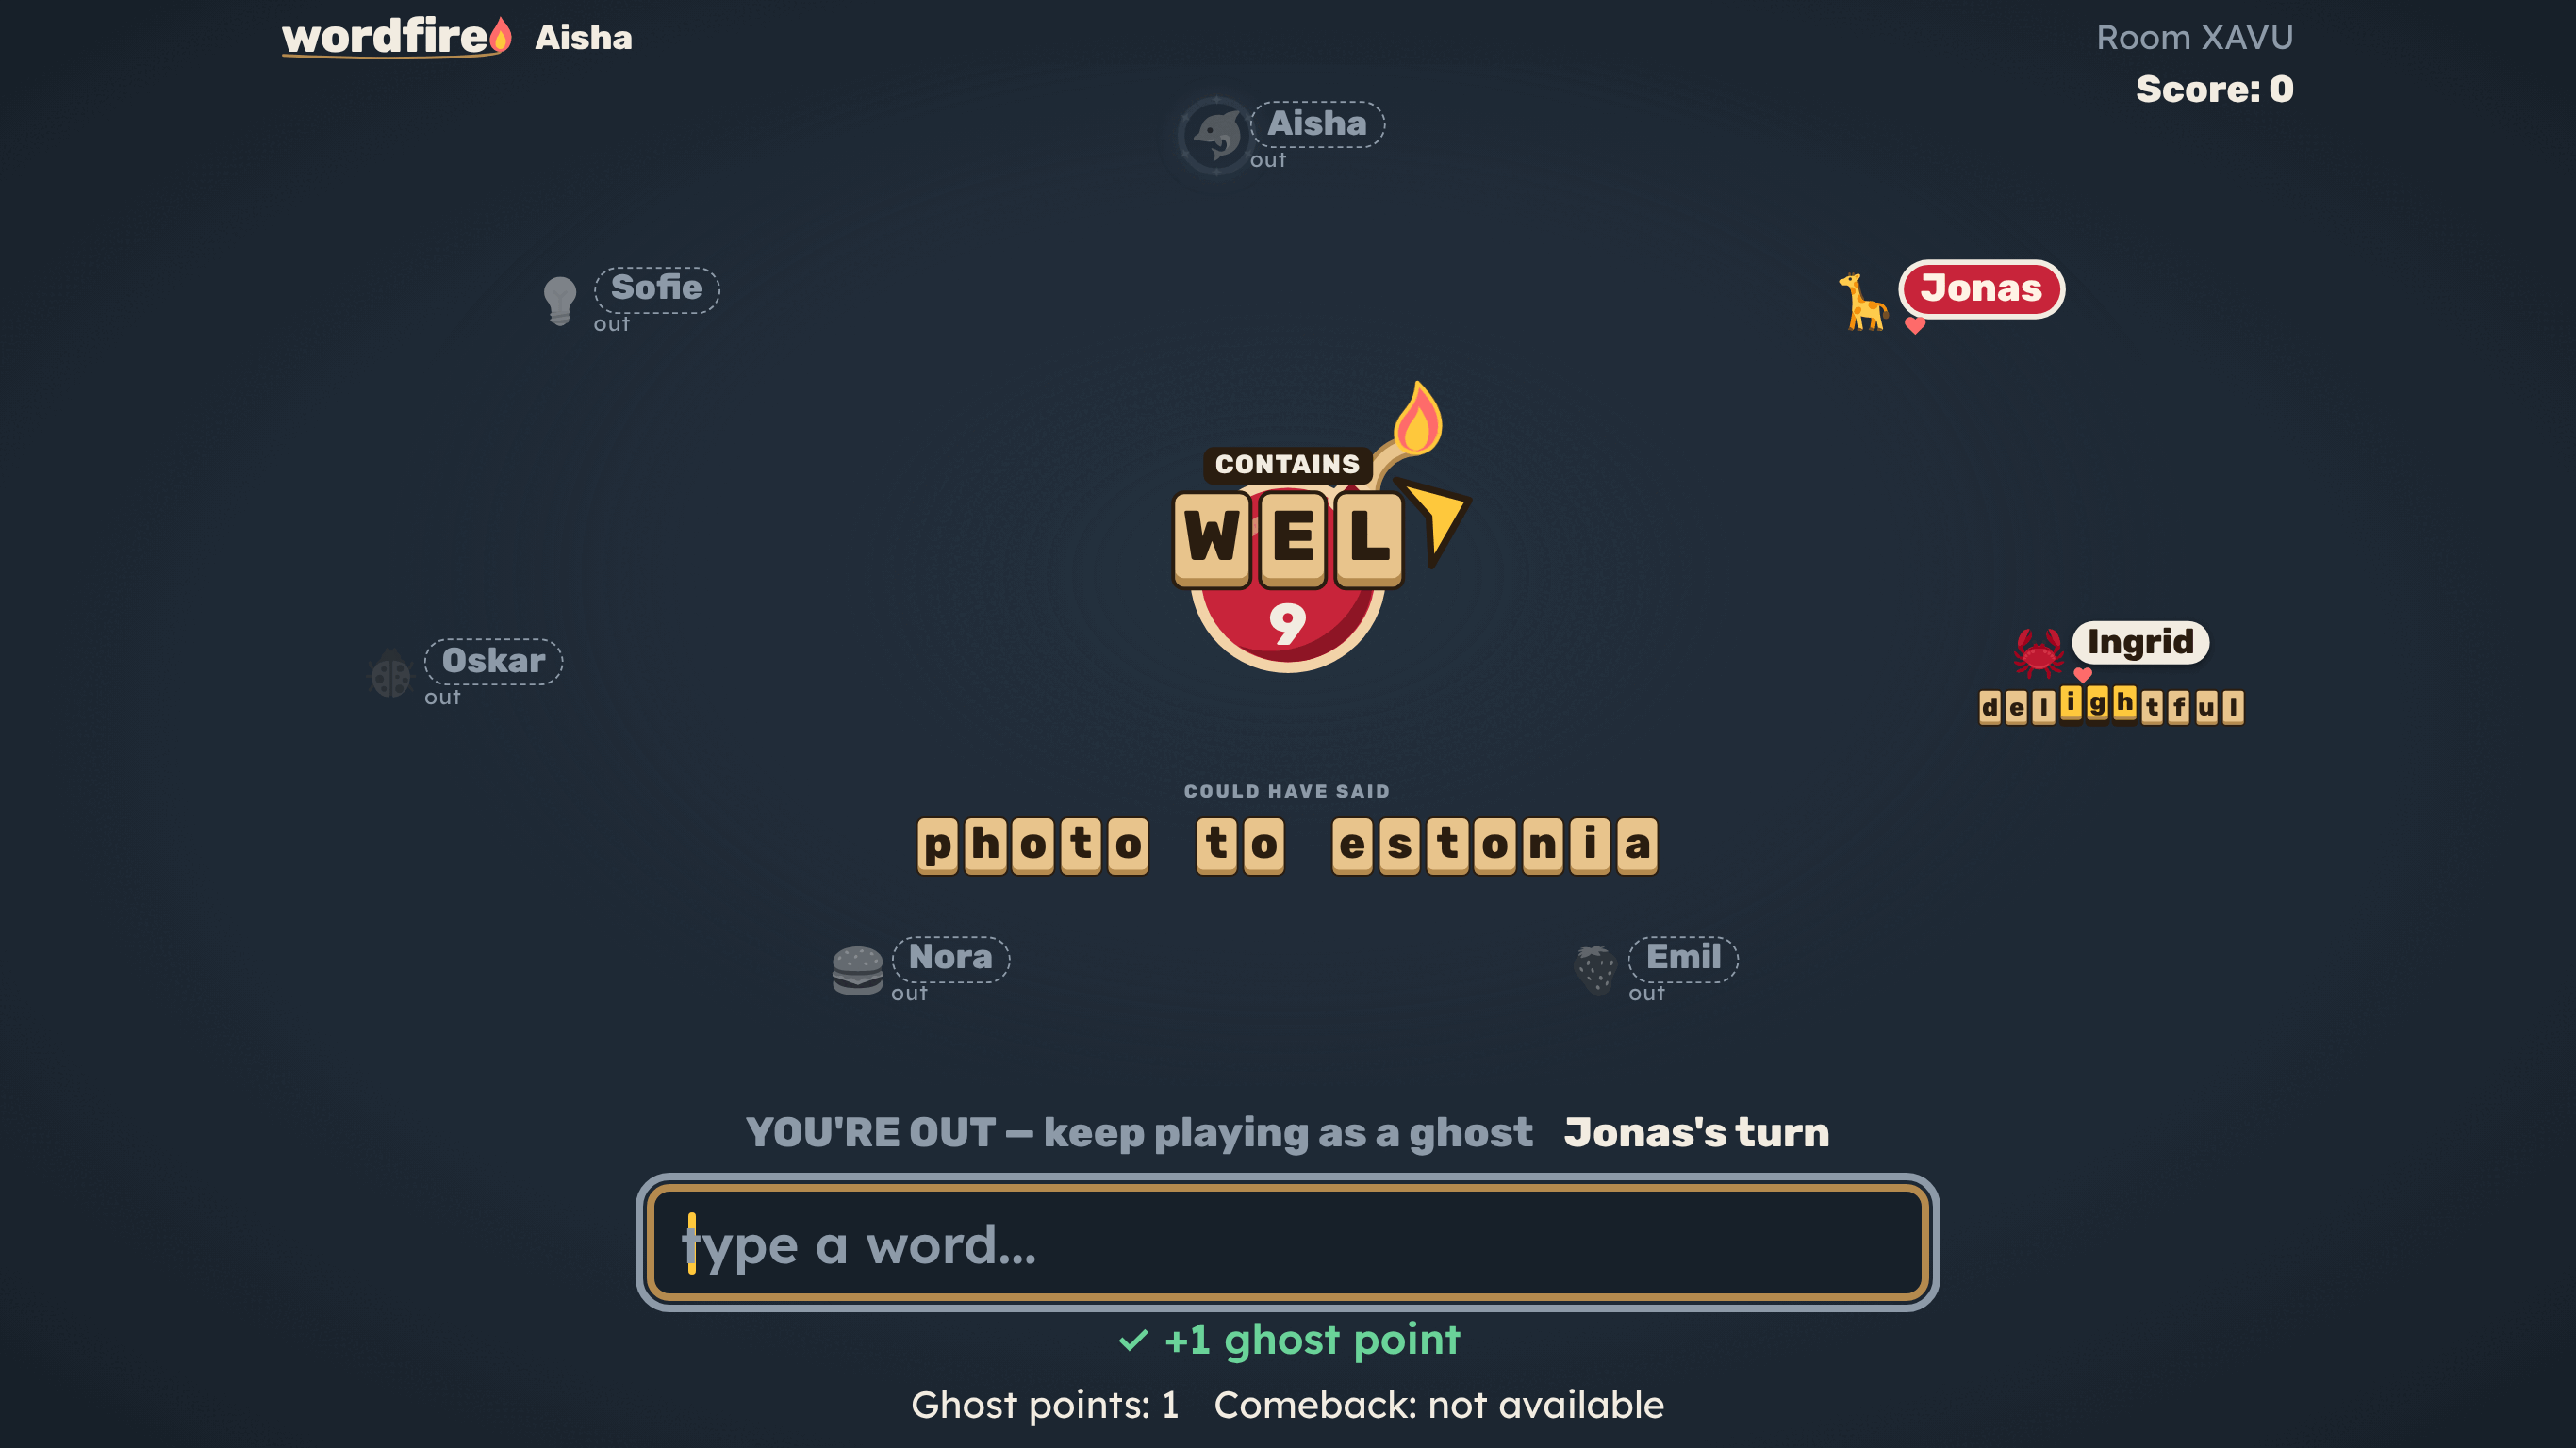 wordfire Aisha
Room XAVU
Score: 0
Aisha
out
Sofie
out
Jonas
CONTAINS
WEL
9
Ingrid
delightful
Oskar
out
COULD HAVE SAID
photo to estonia
Nora
out
Emil
out
YOU'RE OUT — keep playing as a ghost Jonas's turn
type a word...
✓ +1 ghost point
Ghost points: 1 Comeback: not available